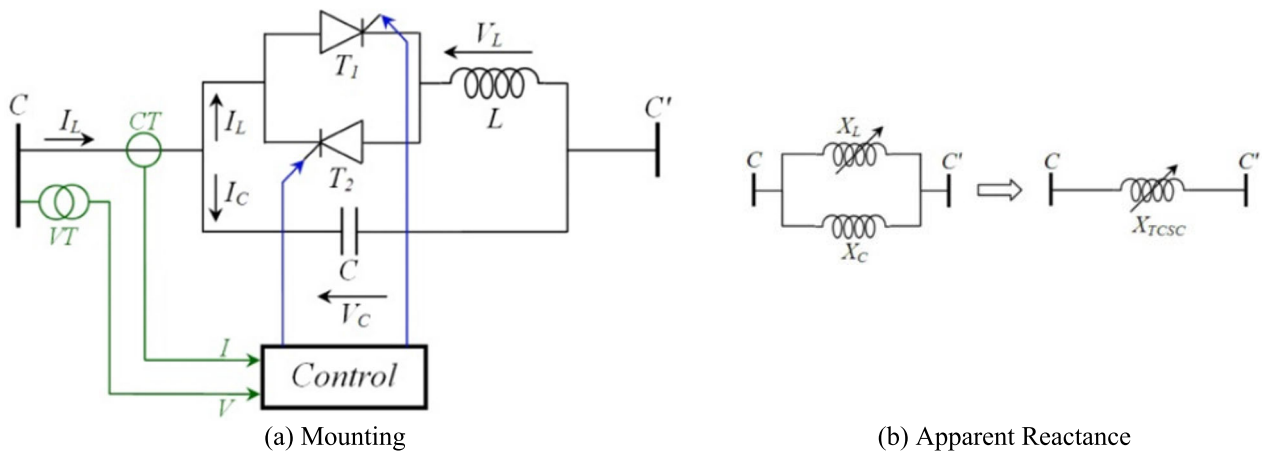 V_L
T_1
C
I_L
CT
I_L
L
C'
T_2
I_C
VT
C
V_C
I
Control
V
(a) Mounting
X_L
C
C'
X_C
C
C'
X_TCSC
(b) Apparent Reactance